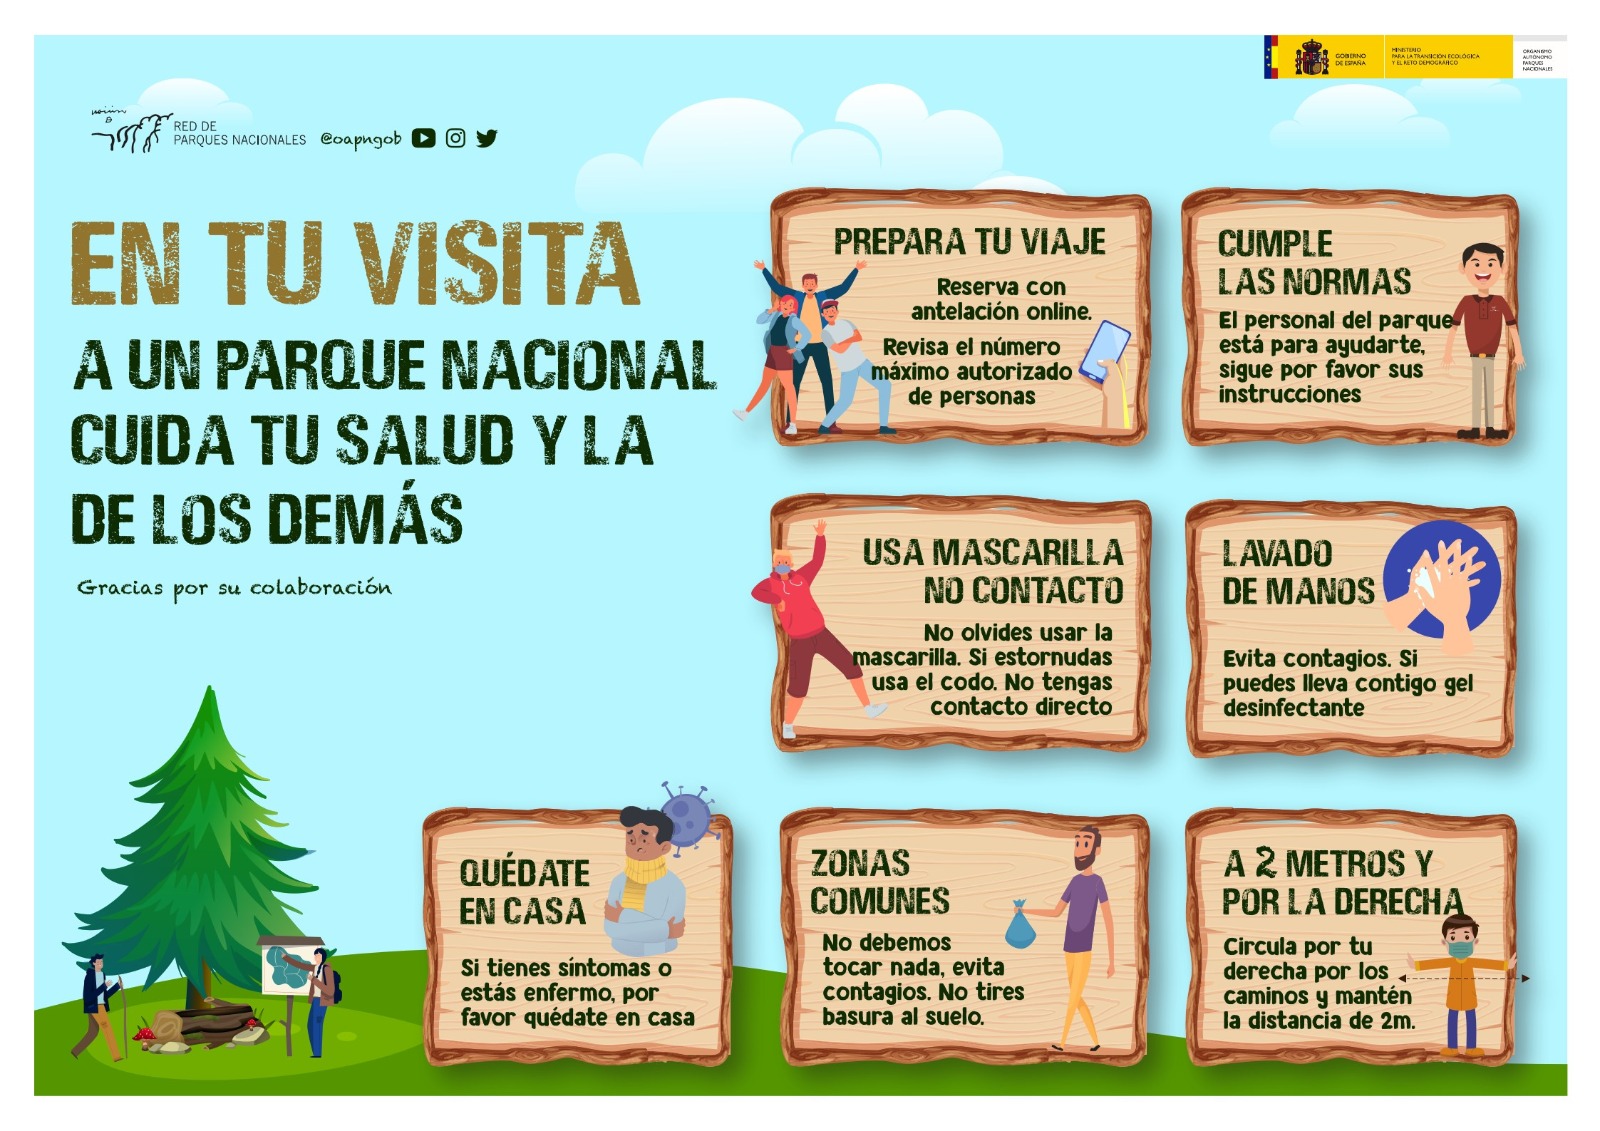 GOBIERNO
DE ESPAÑA
MINISTERIO
PARA LA TRANSICIÓN ECOLÓGICA
Y EL RETO DEMOGRÁFICO
ORGANISMO
AUTÓNOMO
PARQUES
NACIONALES
RED DE
PARQUES NACIONALES
@oapngob
EN TU VISITA
A UN PARQUE NACIONAL
CUIDA TU SALUD Y LA
DE LOS DEMÁS
Gracias por su colaboración
PREPARA TU VIAJE
Reserva con
antelación online.
Revisa el número
máximo autorizado
de personas
CUMPLE
LAS NORMAS
El personal del parque
está para ayudarte,
sigue por favor sus
instrucciones
USA MASCARILLA
NO CONTACTO
No olvides usar la
mascarilla. Si estornudas
usa el codo. No tengas
contacto directo
LAVADO
DE MANOS
Evita contagios. Si
puedes lleva contigo gel
desinfectante
QUÉDATE
EN CASA
Si tienes síntomas o
estás enfermo, por
favor quédate en casa
ZONAS
COMUNES
No debemos
tocar nada, evita
contagios. No tires
basura al suelo.
A 2 METROS Y
POR LA DERECHA
Circula por tu
derecha por los
caminos y mantén
la distancia de 2m.